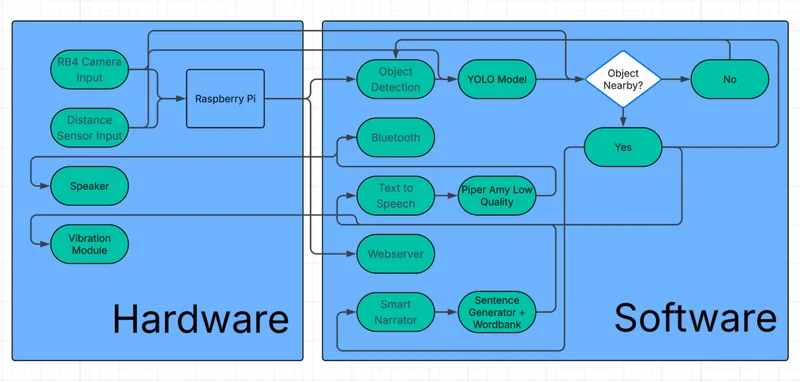 RB4 Camera
Input
Distance
Sensor Input
Raspberry Pi
Speaker
Vibration
Module
Hardware
Object
Detection
YOLO Model
Object
Nearby?
No
Yes
Bluetooth
Text to
Speech
Piper Amy Low
Quality
Webserver
Smart
Narrator
Sentence
Generator +
Wordbank
Software